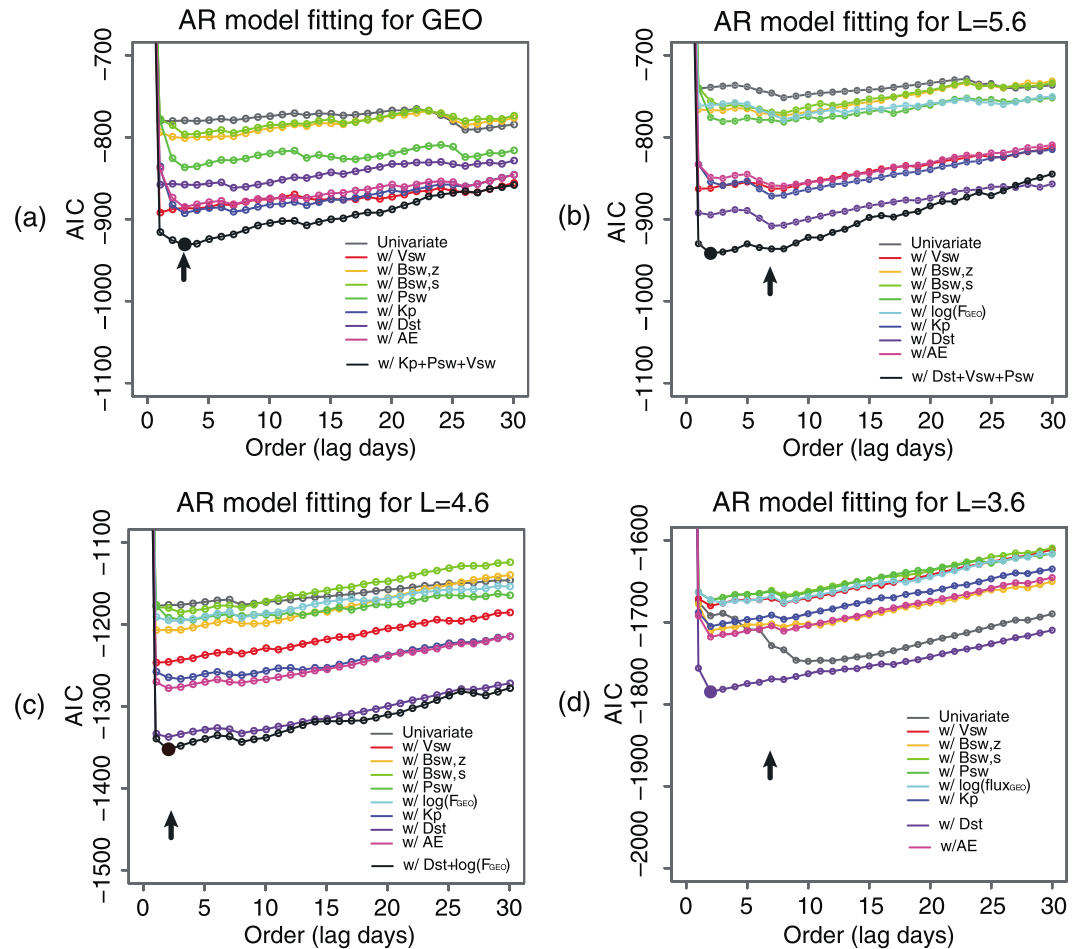 AR model fitting for GEO
(a)
AIC
−700
−800
−900
−1000
−1100
Univariate
w/ Vsw
w/ Bsw,z
w/ Bsw,s
w/ Psw
w/ Kp
w/ Dst
w/ AE
w/ Kp+Psw+Vsw
0 5 10 15 20 25 30
Order (lag days)
AR model fitting for L=5.6
(b)
AIC
−700
−800
−900
−1000
−1100
Univariate
w/ Vsw
w/ Bsw,z
w/ Bsw,s
w/ Psw
w/ log(FGEO)
w/ Kp
w/ Dst
w/AE
w/ Dst+Vsw+Psw
0 5 10 15 20 25 30
Order (lag days)
AR model fitting for L=4.6
(c)
AIC
−1100
−1200
−1300
−1400
−1500
Univariate
w/ Vsw
w/ Bsw,z
w/ Bsw,s
w/ Psw
w/ log(FGEO)
w/ Kp
w/ Dst
w/ AE
w/ Dst+log(FGEO)
0 5 10 15 20 25 30
Order (lag days)
AR model fitting for L=3.6
(d)
AIC
−1600
−1700
−1800
−1900
−2000
Univariate
w/ Vsw
w/ Bsw,z
w/ Bsw,s
w/ Psw
w/ log(fluxGEO)
w/ Kp
w/ Dst
w/AE
0 5 10 15 20 25 30
Order (lag days)